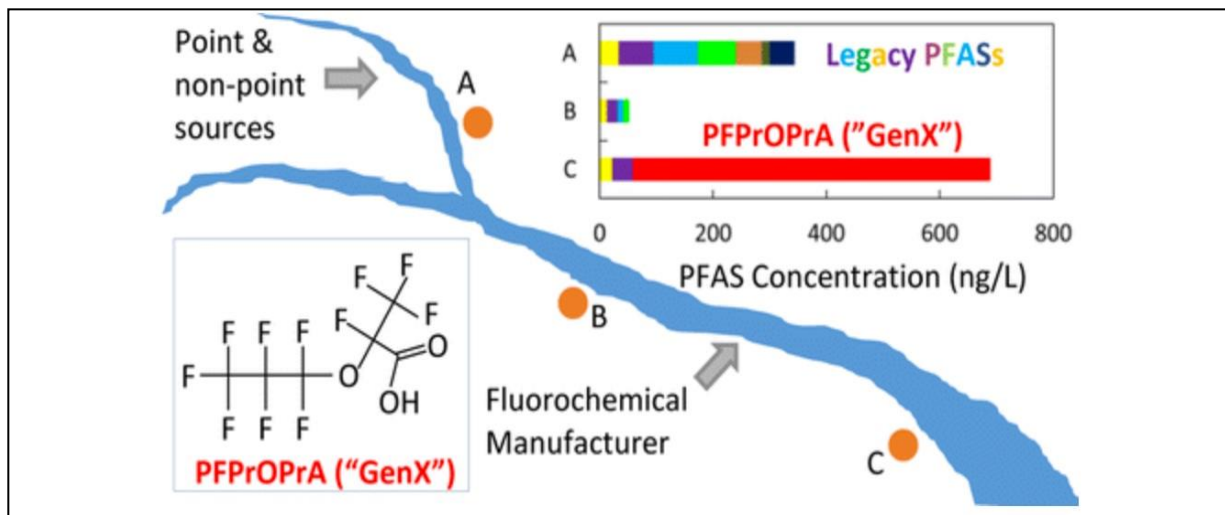 Point &
non-point
sources
A
B
C
Fluorochemical
Manufacturer
A
Legacy PFASs
B
PFPrOPrA ("GenX")
C
0 200 400 600 800
PFAS Concentration (ng/L)
F
F
F
F
F F F
F O O
OH
F F F
PFPrOPrA (“GenX”)